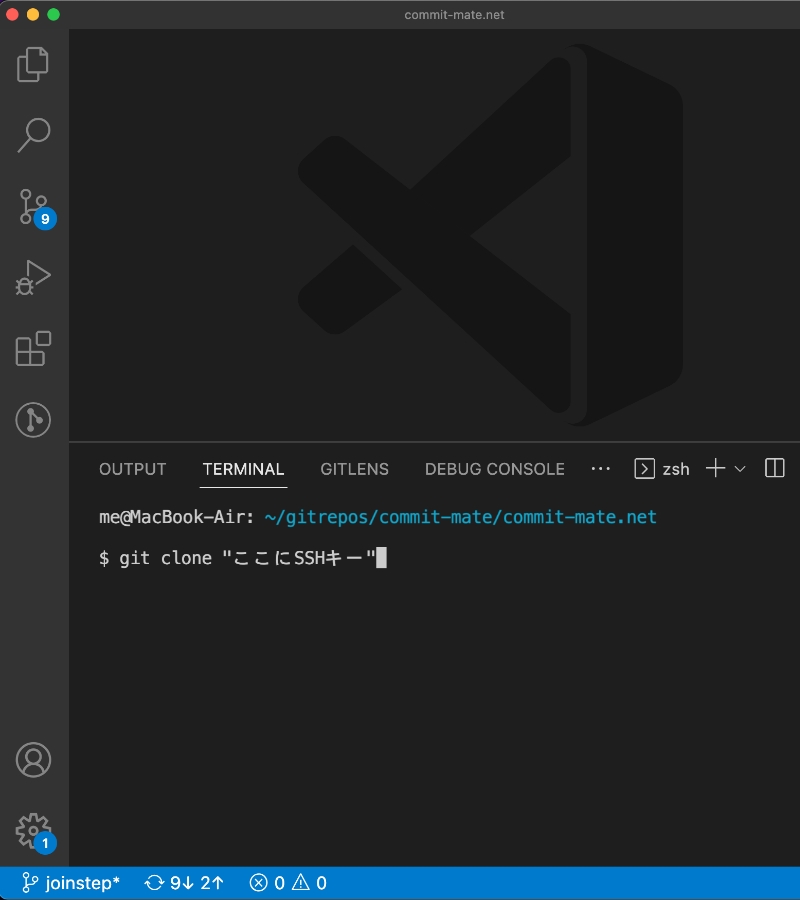 commit-mate.net
9
OUTPUT TERMINAL GITLENS DEBUG CONSOLE ··· zsh
me@MacBook-Air: ~/gitrepos/commit-mate/commit-mate.net
$ git clone "ここにSSHキー"
1
joinstep* 9↓ 2↑ 0 0